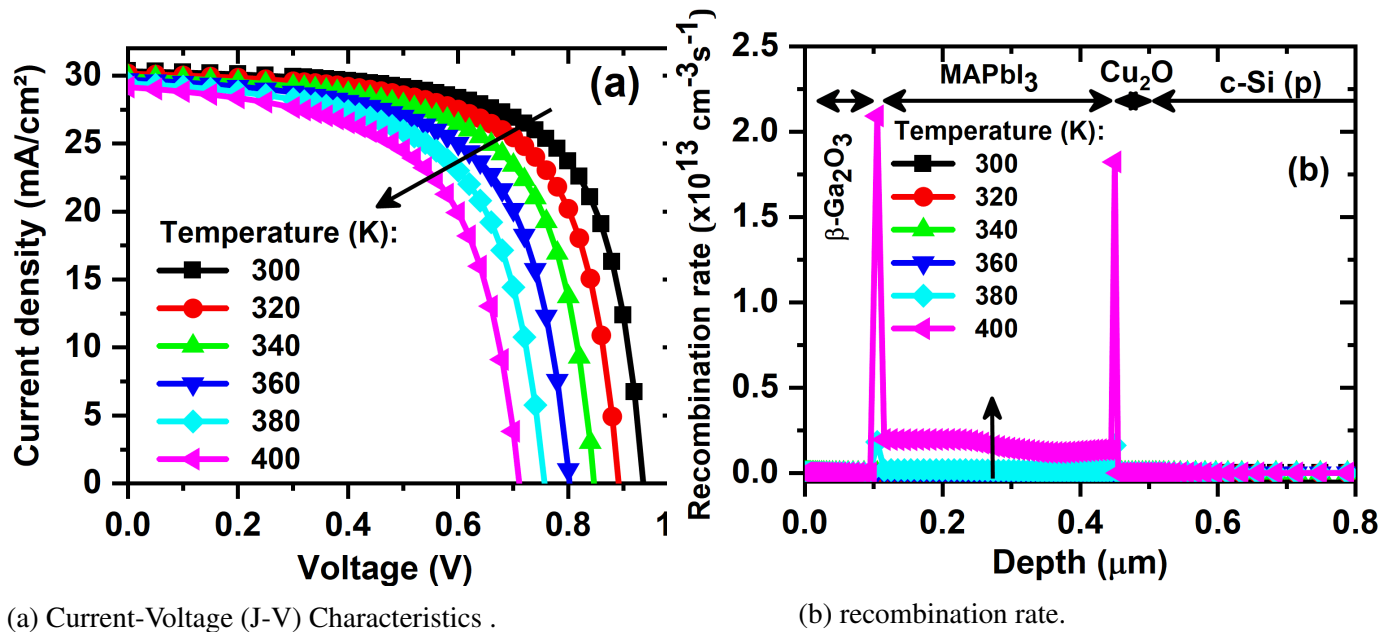 Current density (mA/cm²)
30
25
20
15
10
5
0
(a)
Temperature (K):
300
320
340
360
380
400
0.0 0.2 0.4 0.6 0.8 1
Voltage (V)
Recombination rate (x10¹³ cm⁻³s⁻¹)
2.5
2.0
1.5
1.0
0.5
0.0
MAPbI₃ Cu₂O
c-Si (p)
β-Ga₂O3
Temperature (K):
300
320
340
360
380
400
(b)
0.0 0.2 0.4 0.6 0.8
Depth (μm)
(a) Current-Voltage (J-V) Characteristics .
(b) recombination rate.